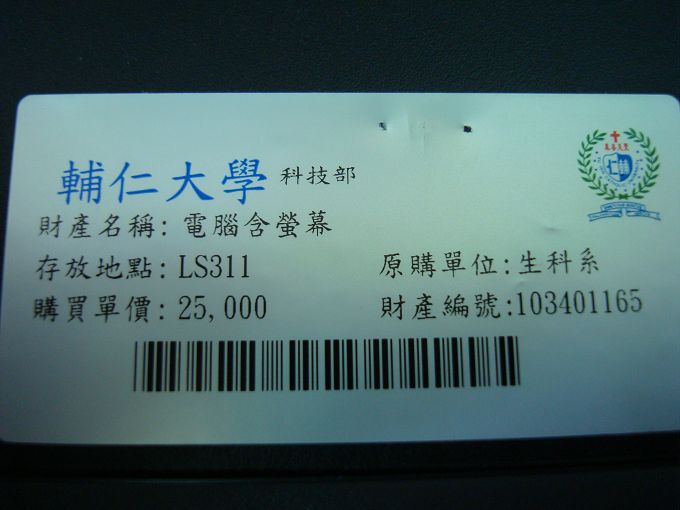 輔仁大學 科技部
財產名稱: 電腦含螢幕
存放地點: LS311 原購單位: 生科系
購買單價: 25,000 財產編號:103401165